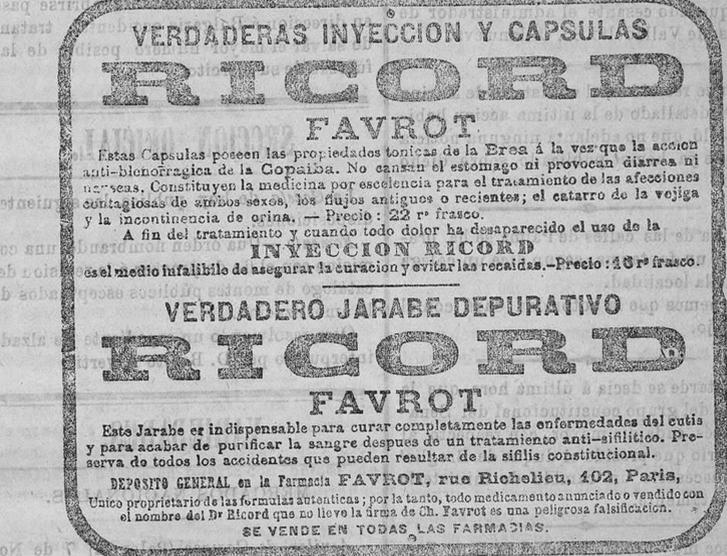 VERDADERAS INYECCION Y CAPSULAS
RICORD
FAVROT
Estas Capsulas poseen las propiedades tonicas de la Brea á la vez que la accion
anti-blenorragica de la Copaiba. No cansan el estomago ni provocan diarrea ni
nauseas. Constituyen la medicina por escelencia para el tratamiento de las afecciones
contagiosas de ambos sexos, los flujos antiguos o recientes; el catarro de la vejiga
y la incontinencia de orina. — Precio: 22 rˢ frasco.
A fin del tratamiento y cuando todo dolor ha desaparecido el uso de la
INYECCION RICORD
es el medio infalible de asegurar la curacion y evitar las recaidas.–Precio: 16 rˢ frasco.
VERDADERO JARABE DEPURATIVO
RICORD
FAVROT
Este Jarabe es indispensable para curar completamente las enfermedades del cutis
y para acabar de purificar la sangre despues de un tratamiento anti-sifilitico. Pre-
serva de todos los accidentes que pueden resultar de la sifilis constitucional.
DEPOSITO GENERAL en la Farmacia FAVROT, rue Richelieu, 102, Paris,
Unico proprietario de las formulas autenticas; por la tanto, todo medicamento anunciado o vendido con
el nombre del Dʳ Ricord que no lleve la firma de Ch. Favrot es una peligrosa falsificacion.
SE VENDE EN TODAS LAS FARMACIAS.